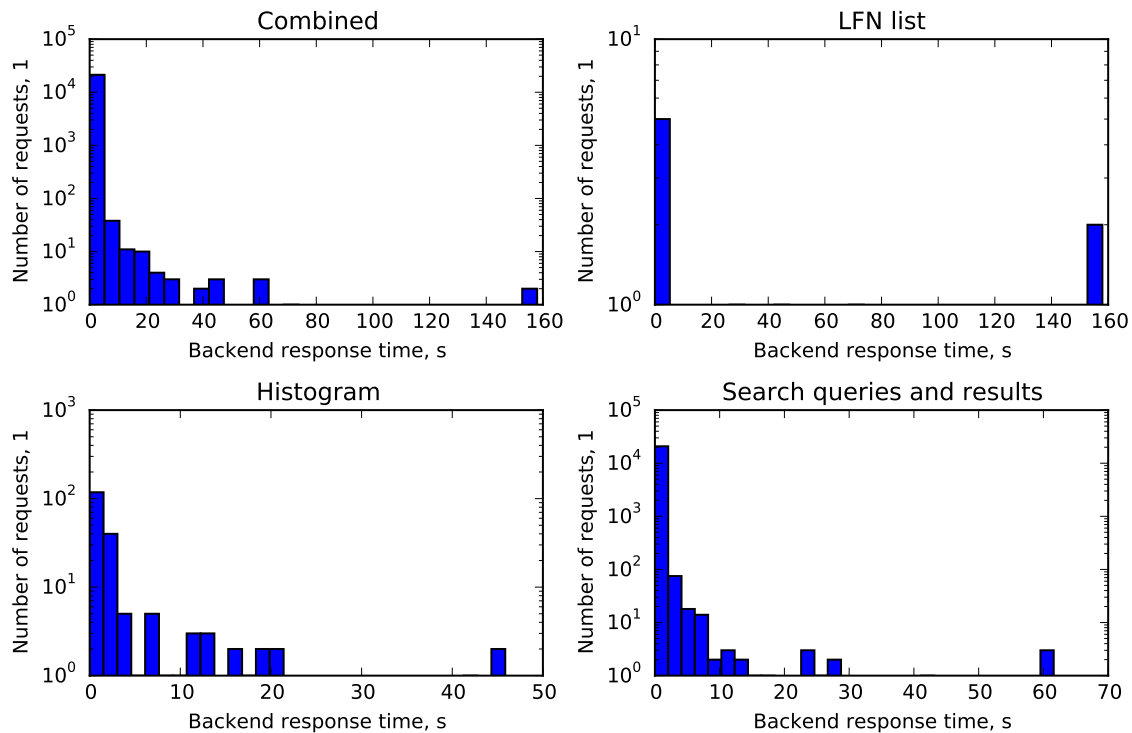 Combined
Number of requests, 1
10^5
10^4
10^3
10^2
10^1
10^0
0 20 40 60 80 100 120 140 160
Backend response time, s
LFN list
Number of requests, 1
10^1
10^0
0 20 40 60 80 100 120 140 160
Backend response time, s
Histogram
Number of requests, 1
10^3
10^2
10^1
10^0
0 10 20 30 40 50
Backend response time, s
Search queries and results
Number of requests, 1
10^5
10^4
10^3
10^2
10^1
10^0
0 10 20 30 40 50 60 70
Backend response time, s